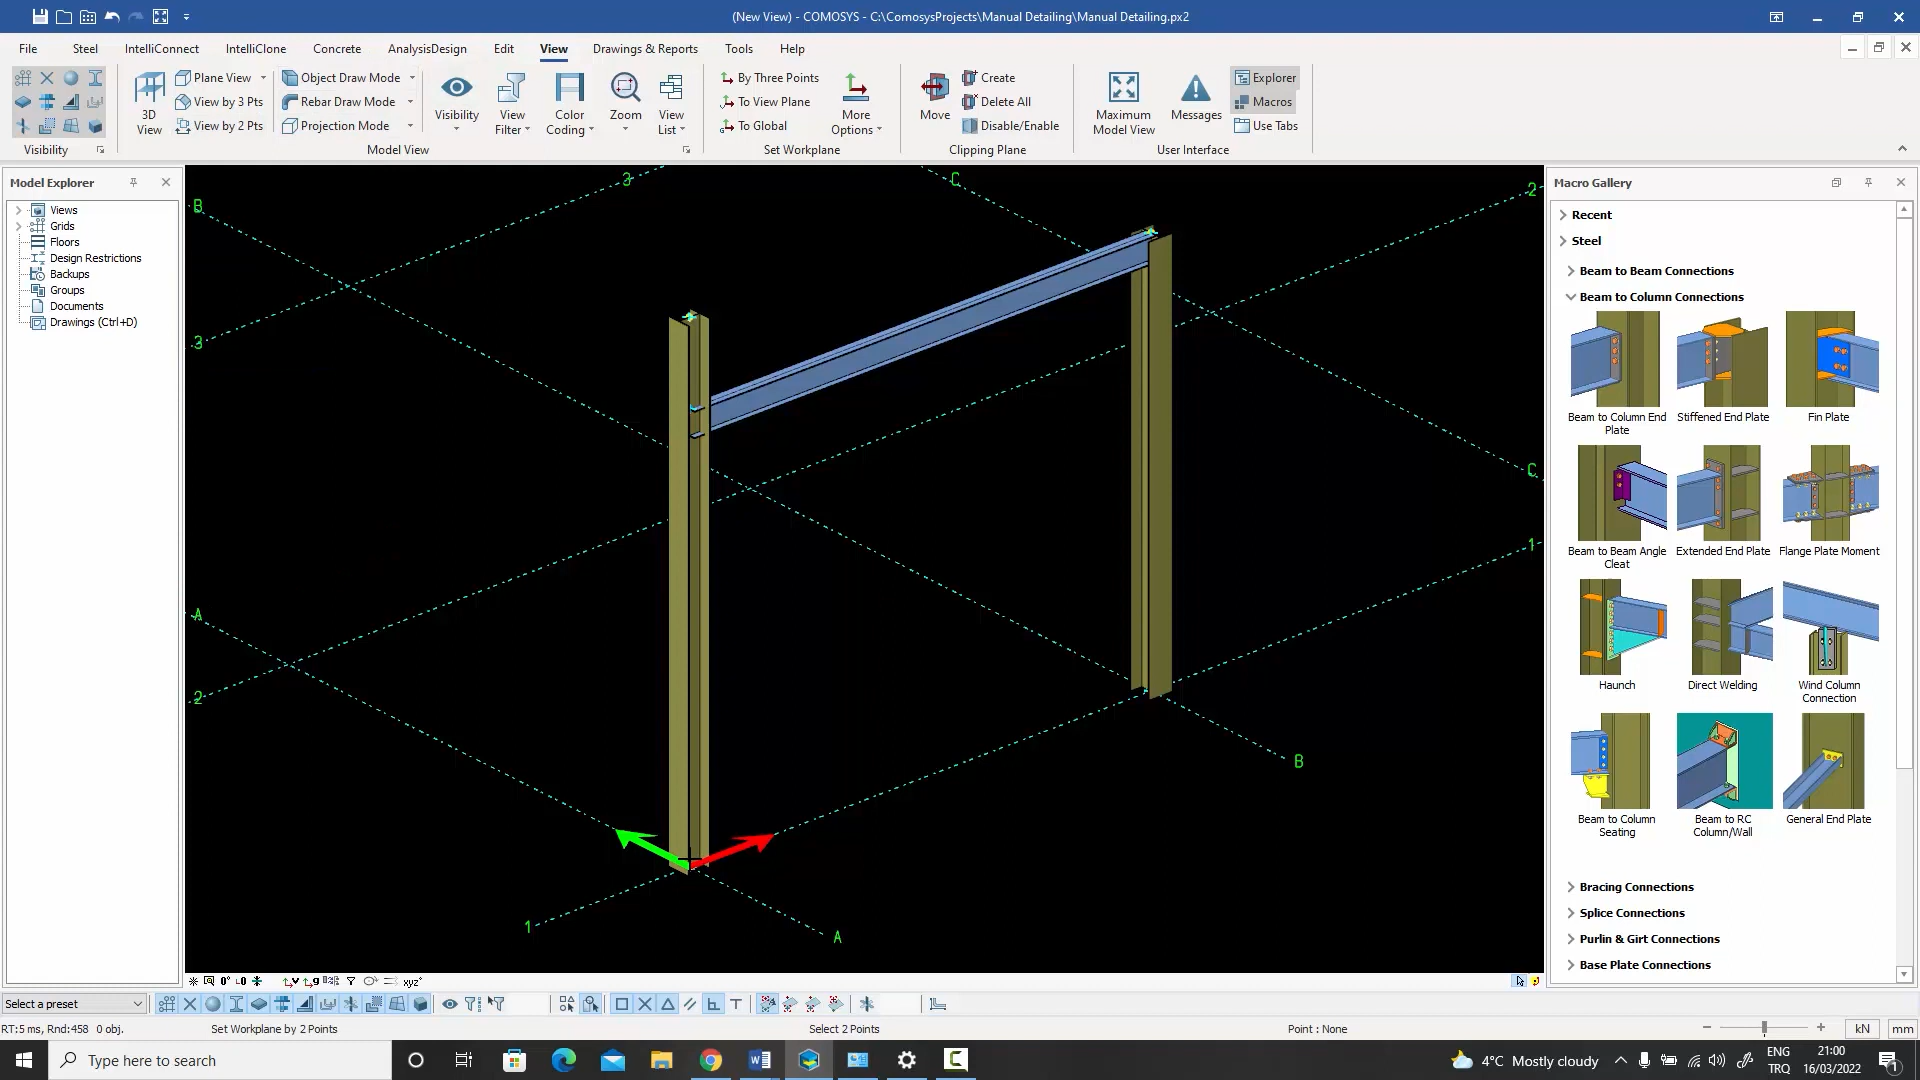 (New View) - COMOSYS - C:\ComosysProjects\Manual Detailing\Manual Detailing.px2
File Steel IntelliConnect IntelliClone Concrete AnalysisDesign Edit View Drawings & Reports Tools Help
3D View
Plane View
View by 3 Pts
View by 2 Pts
Object Draw Mode
Rebar Draw Mode
Projection Mode
Visibility
View Filter
Color Coding
Zoom
View List
By Three Points
To View Plane
To Global
More Options
Move
Create
Delete All
Disable/Enable
Maximum Model View
Messages
Explorer
Macros
Use Tabs
Visibility Model View Set Workplane Clipping Plane User Interface
Model Explorer
Views
Grids
Floors
Design Restrictions
Backups
Groups
Documents
Drawings (Ctrl+D)
3
C
2
B
3
C
1
A
2
B
1
A
Macro Gallery
Recent
Steel
Beam to Beam Connections
Beam to Column Connections
Beam to Column End Plate
Stiffened End Plate
Fin Plate
Beam to Beam Angle Cleat
Extended End Plate
Flange Plate Moment
Haunch
Direct Welding
Wind Column Connection
Beam to Column Seating
Beam to RC Column/Wall
General End Plate
Bracing Connections
Splice Connections
Purlin & Girt Connections
Base Plate Connections
xyz
Select a preset
RT:5 ms, Rnd:458 0 obj. Set Workplane by 2 Points Select 2 Points Point : None kN mm
Type here to search
4°C Mostly cloudy
ENG
TRQ
21:00
16/03/2022
1